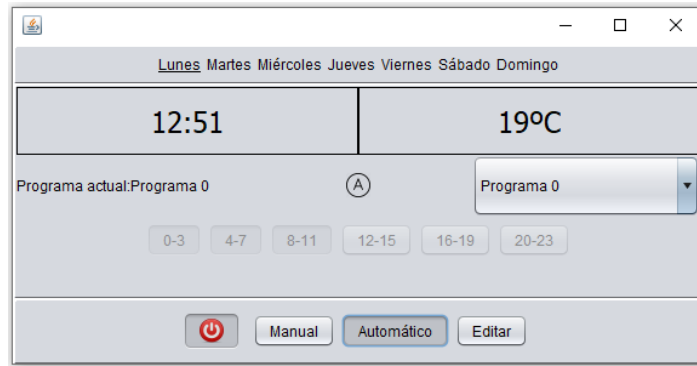 Lunes Martes Miércoles Jueves Viernes Sábado Domingo
12:51 19ºC
Programa actual:Programa 0 A Programa 0
0-3 4-7 8-11 12-15 16-19 20-23
Manual Automático Editar